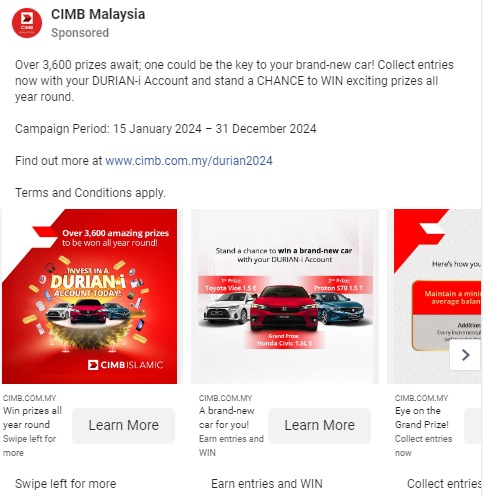 CIMB Malaysia
Sponsored
Over 3,600 prizes await; one could be the key to your brand-new car! Collect entries
now with your DURIAN-i Account and stand a CHANCE to WIN exciting prizes all
year round.
Campaign Period: 15 January 2024 – 31 December 2024
Find out more at www.cimb.com.my/durian2024
Terms and Conditions apply.
Over 3,600 amazing prizes
to be won all year round!
INVEST IN A
DURIAN-i
ACCOUNT TODAY!
CIMB ISLAMIC
CIMB.COM.MY
Win prizes all
year round
Swipe left for
more
Learn More
Swipe left for more
Stand a chance to win a brand-new car
with your DURIAN-i Account
1st Prize:
Toyota Vios 1.5 E
2nd Prize:
Proton S70 1.5 T
Grand Prize:
Honda Civic 1.5L E
CIMB.COM.MY
A brand-new
car for you!
Earn entries and
WIN
Learn More
Earn entries and WIN
Here's how you
Maintain a mini
average balan
Addition
Every incremental
CIMB.COM.MY
Eye on the
Grand Prize!
Collect entries
now
Collect entries